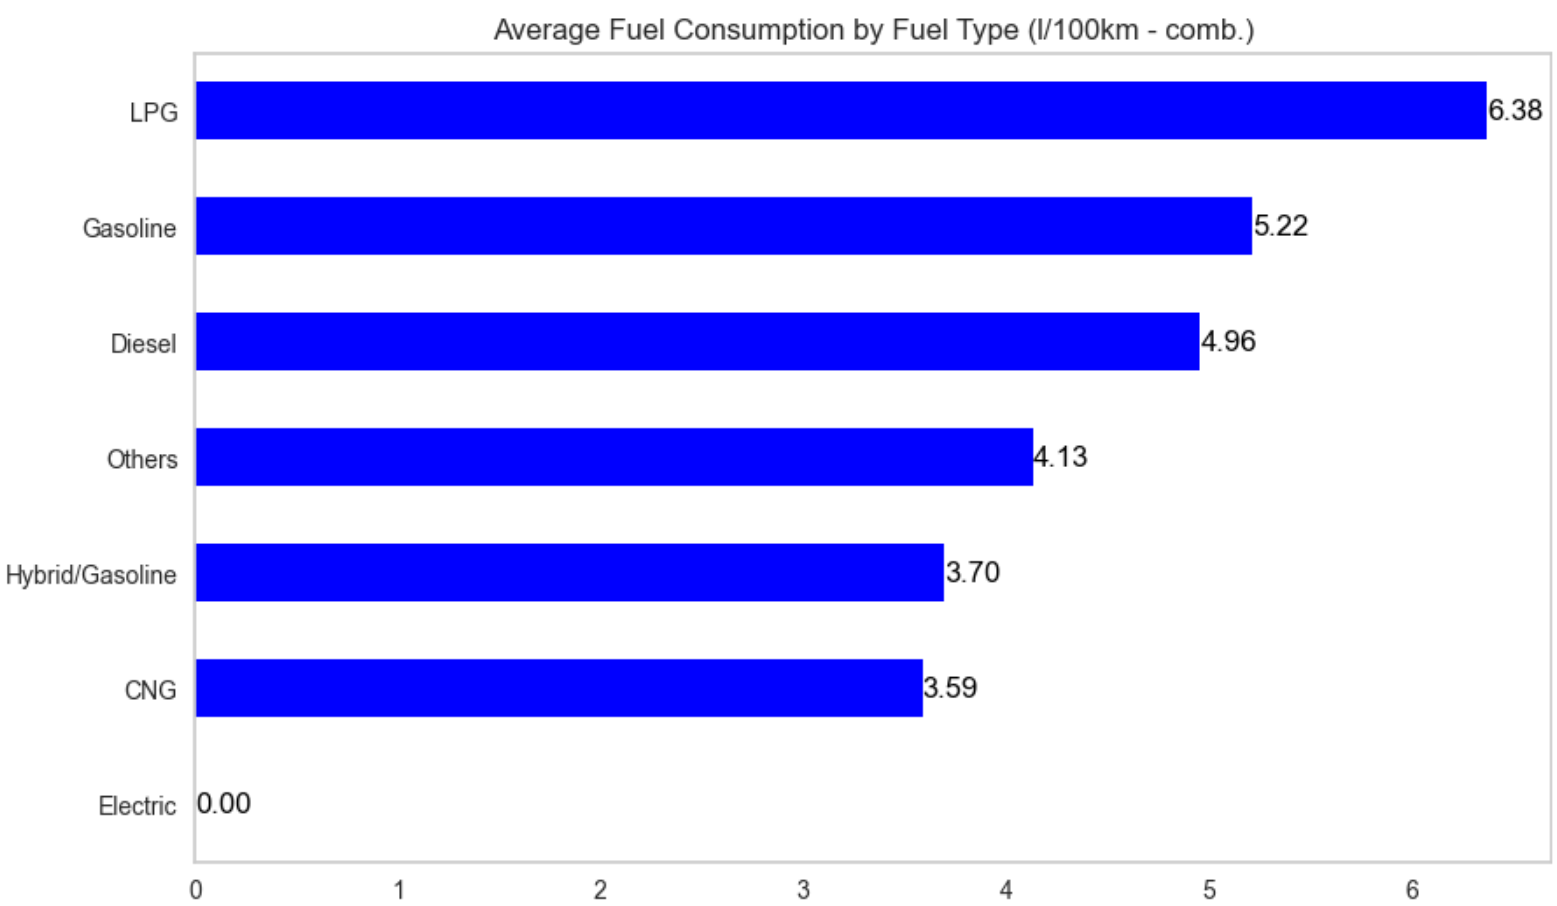 Average Fuel Consumption by Fuel Type (l/100km - comb.)
LPG 6.38
Gasoline 5.22
Diesel 4.96
Others 4.13
Hybrid/Gasoline 3.70
CNG 3.59
Electric 0.00
0 1 2 3 4 5 6